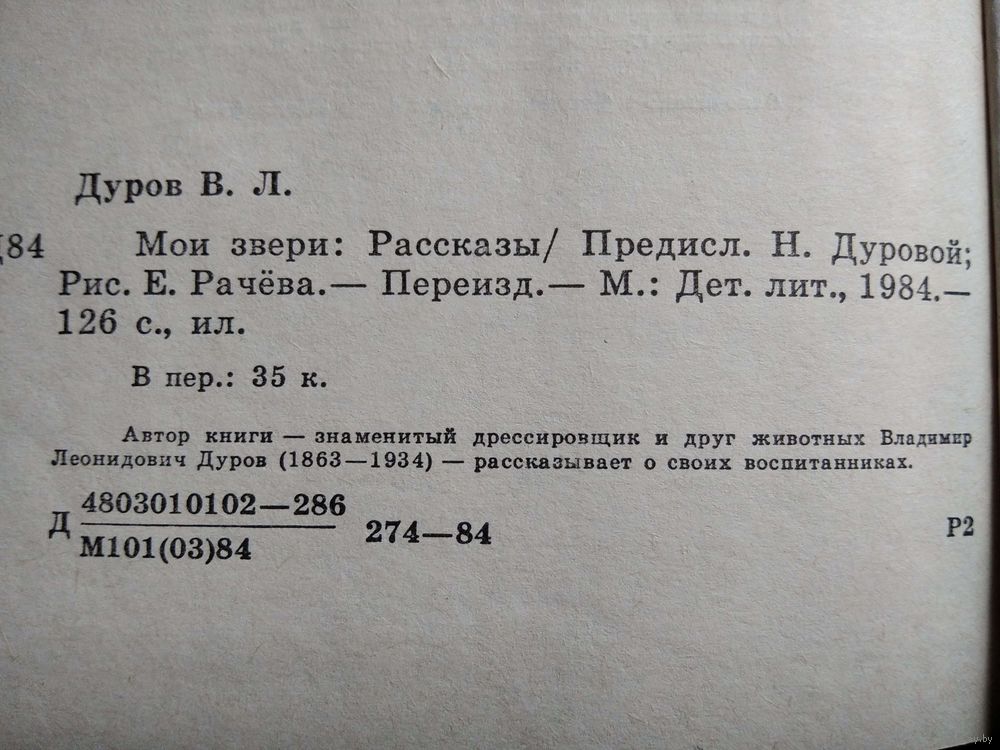 Дуров В. Л.
Д84 Мои звери: Рассказы/ Предисл. Н. Дуровой;
Рис. Е. Рачёва.— Переизд.— М.: Дет. лит., 1984.—
126 с., ил.
В пер.: 35 к.
Автор книги — знаменитый дрессировщик и друг животных Владимир
Леонидович Дуров (1863—1934) — рассказывает о своих воспитанниках.
Д 4803010102—286
М101(03)84 274—84 Р2